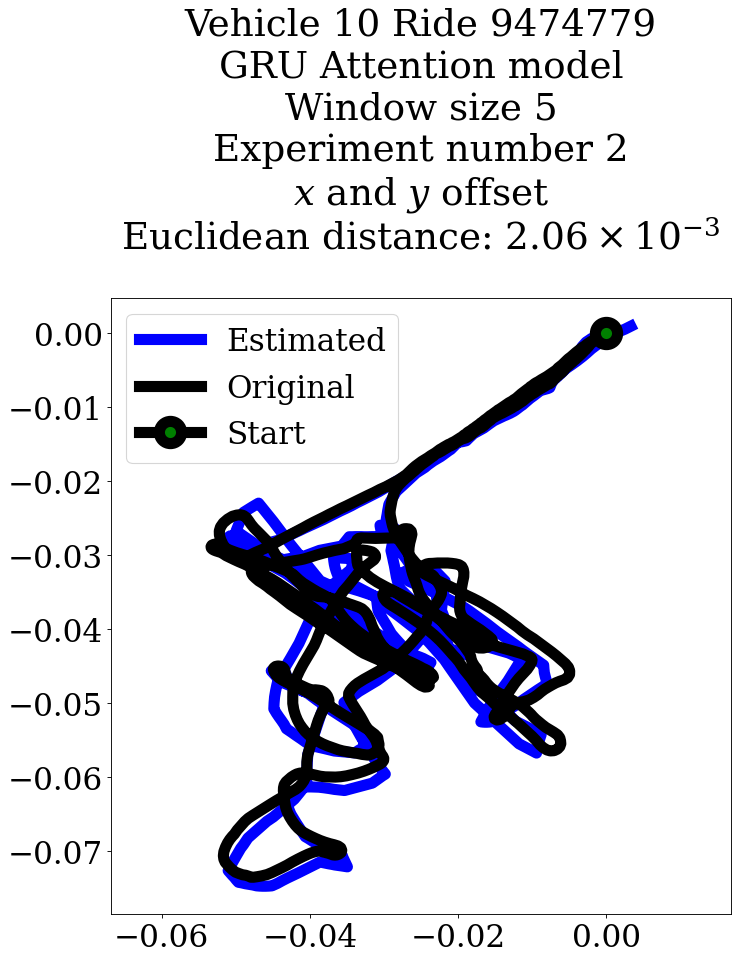 Vehicle 10 Ride 9474779
GRU Attention model
Window size 5
Experiment number 2
x and y offset
Euclidean distance: 2.06 × 10⁻³
Estimated
Original
Start
0.00
−0.01
−0.02
−0.03
−0.04
−0.05
−0.06
−0.07
−0.06 −0.04 −0.02 0.00